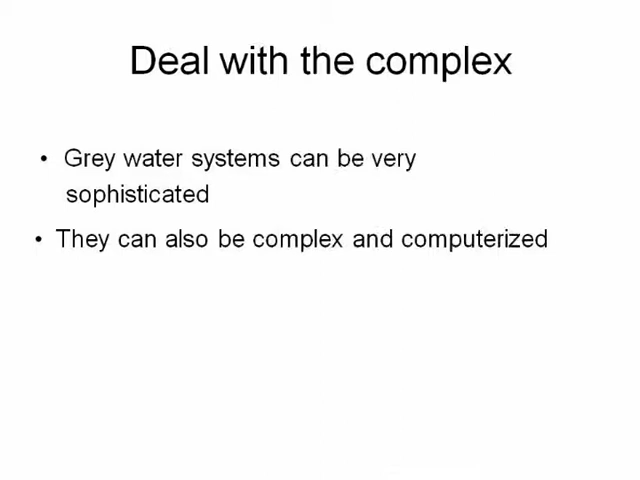 Deal with the complex
• Grey water systems can be very
sophisticated
• They can also be complex and computerized